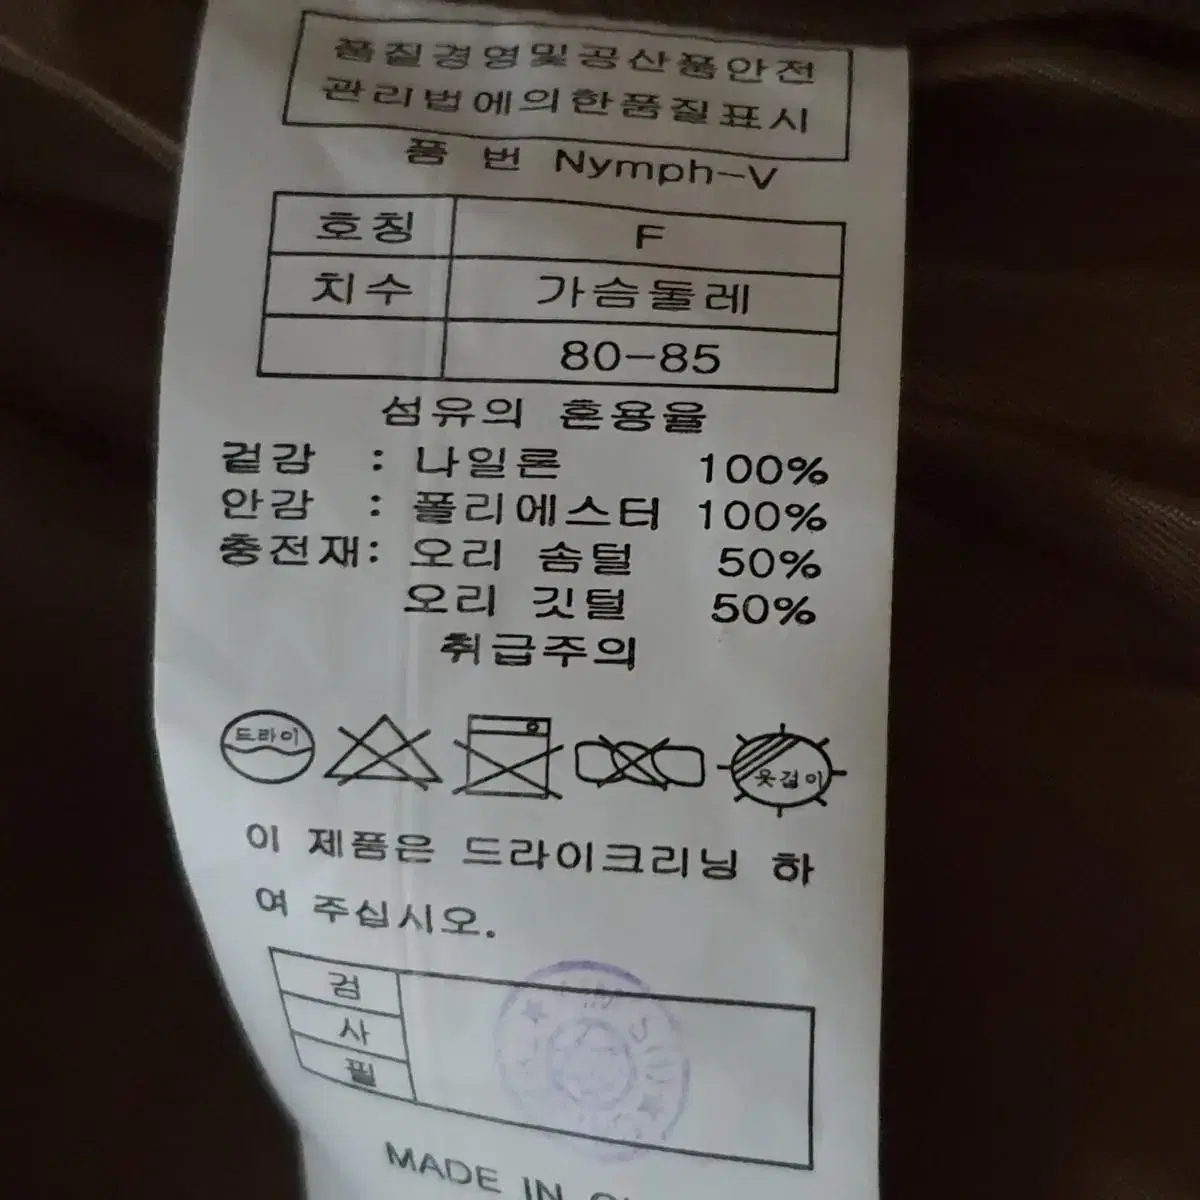 품질경영및공산품안전
관리법에의한품질표시
품 번 Nymph-V
호칭 F
치수 가슴둘레
80-85
섬유의 혼용율
겉감 : 나일론 100%
안감 : 폴리에스터 100%
충전재: 오리 솜털 50%
오리 깃털 50%
취급주의
드라이
옷걸이
이 제품은 드라이크리닝 하
여 주십시오.
검
사
필
MADE IN